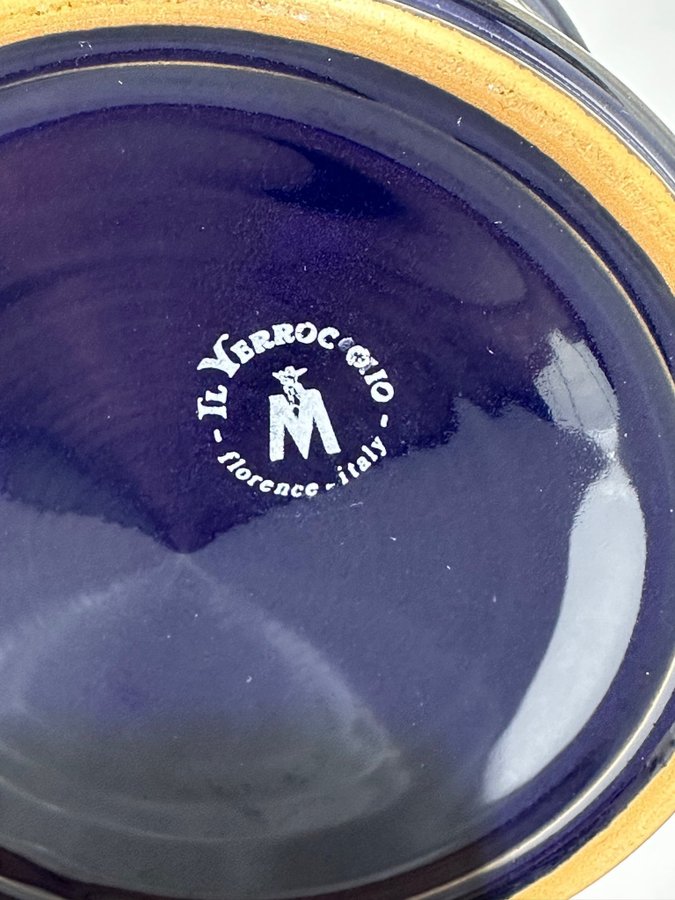 - IL VERROCCHIO -
M
florence - italy